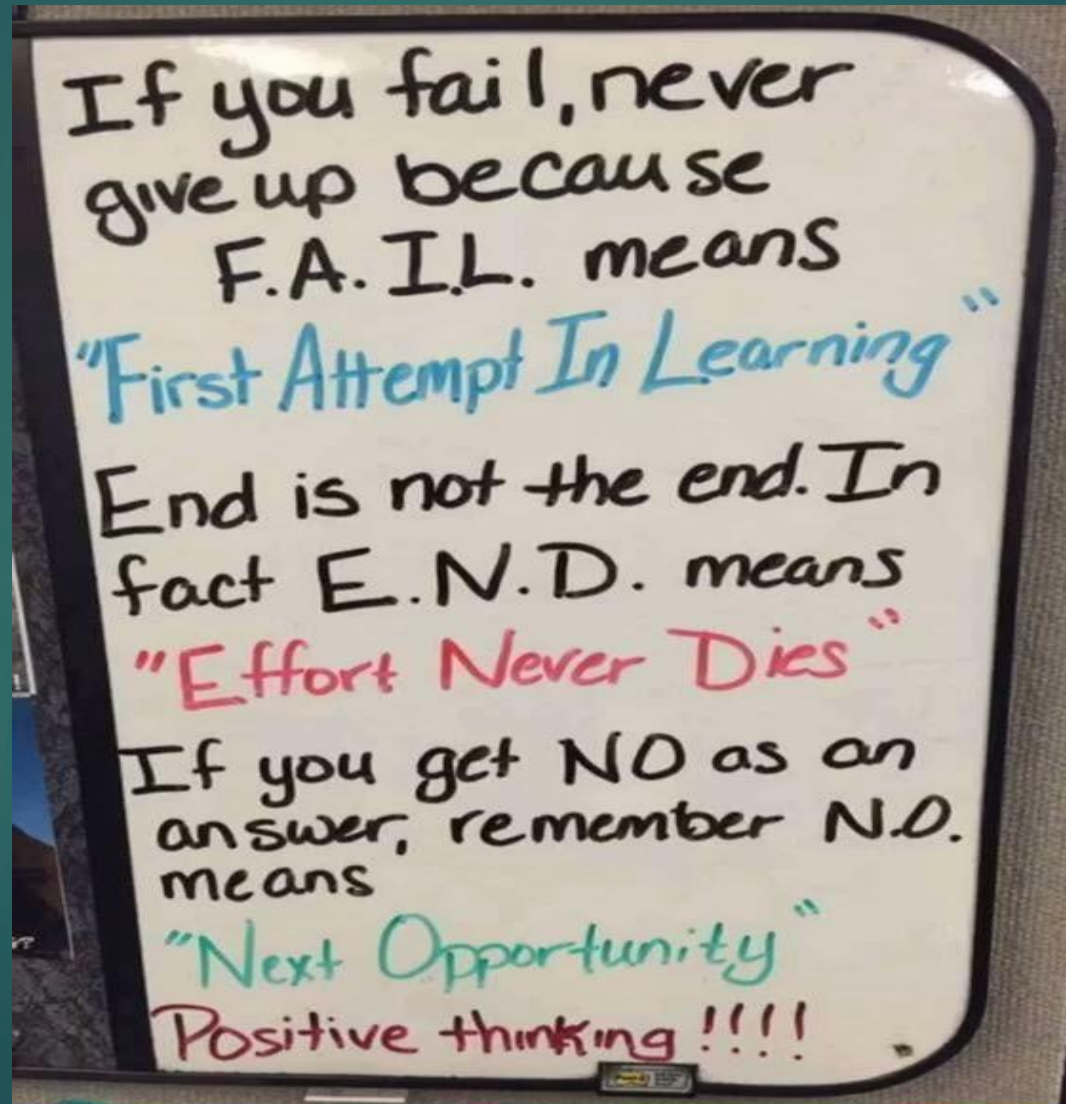 If you fail, never
give up because
F.A.I.L. means
"First Attempt In Learning"
End is not the end. In
fact E.N.D. means
"Effort Never Dies"
If you get NO as an
answer, remember N.O.
means
"Next Opportunity"
Positive thinking!!!!